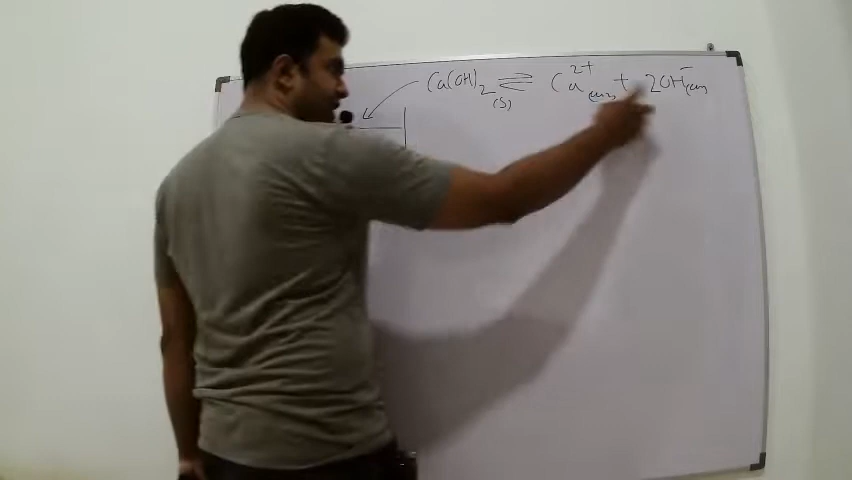 Ca(OH)₂(s) ⇌ Ca²⁺(aq) + 2OH⁻(aq)